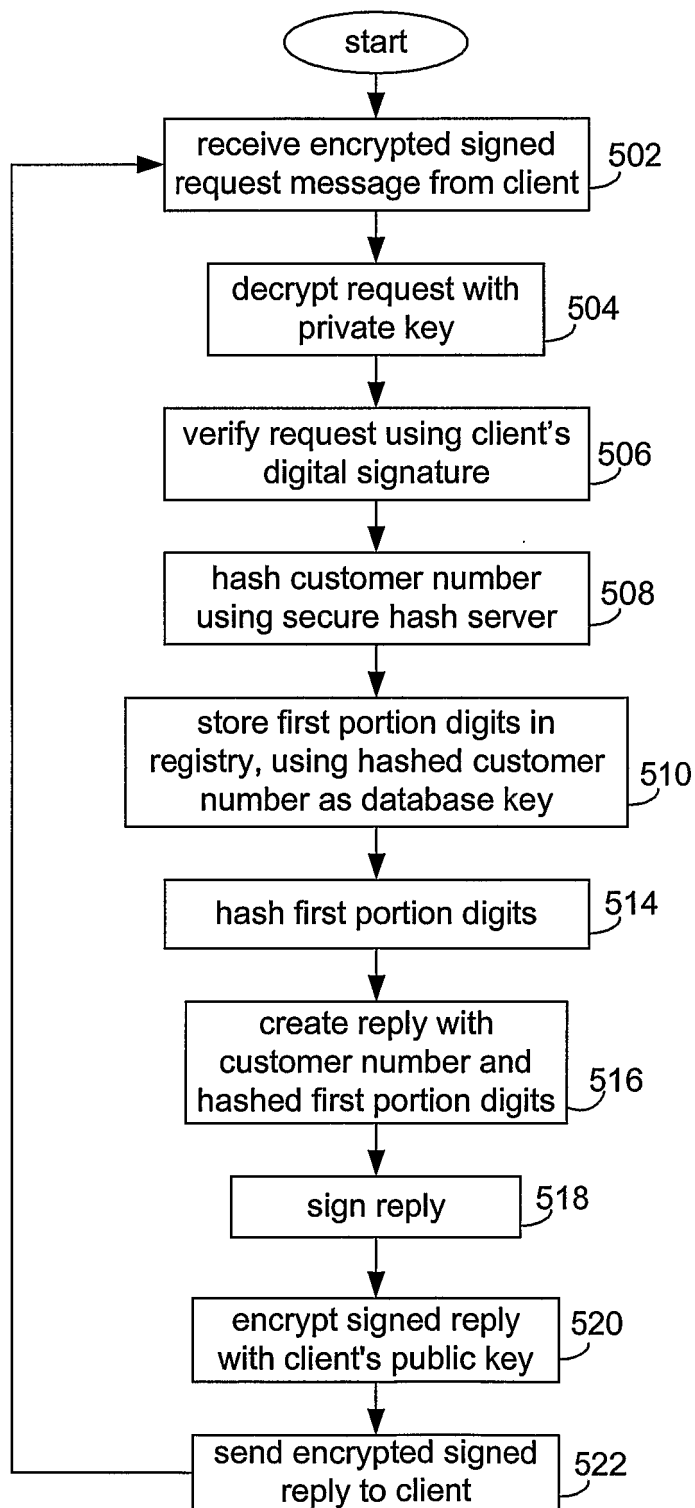 start
receive encrypted signed
request message from client
502
decrypt request with
private key
504
verify request using client's
digital signature
506
hash customer number
using secure hash server
508
store first portion digits in
registry, using hashed customer
number as database key
510
hash first portion digits
514
create reply with
customer number and
hashed first portion digits
516
sign reply
518
encrypt signed reply
with client's public key
520
send encrypted signed
reply to client
522